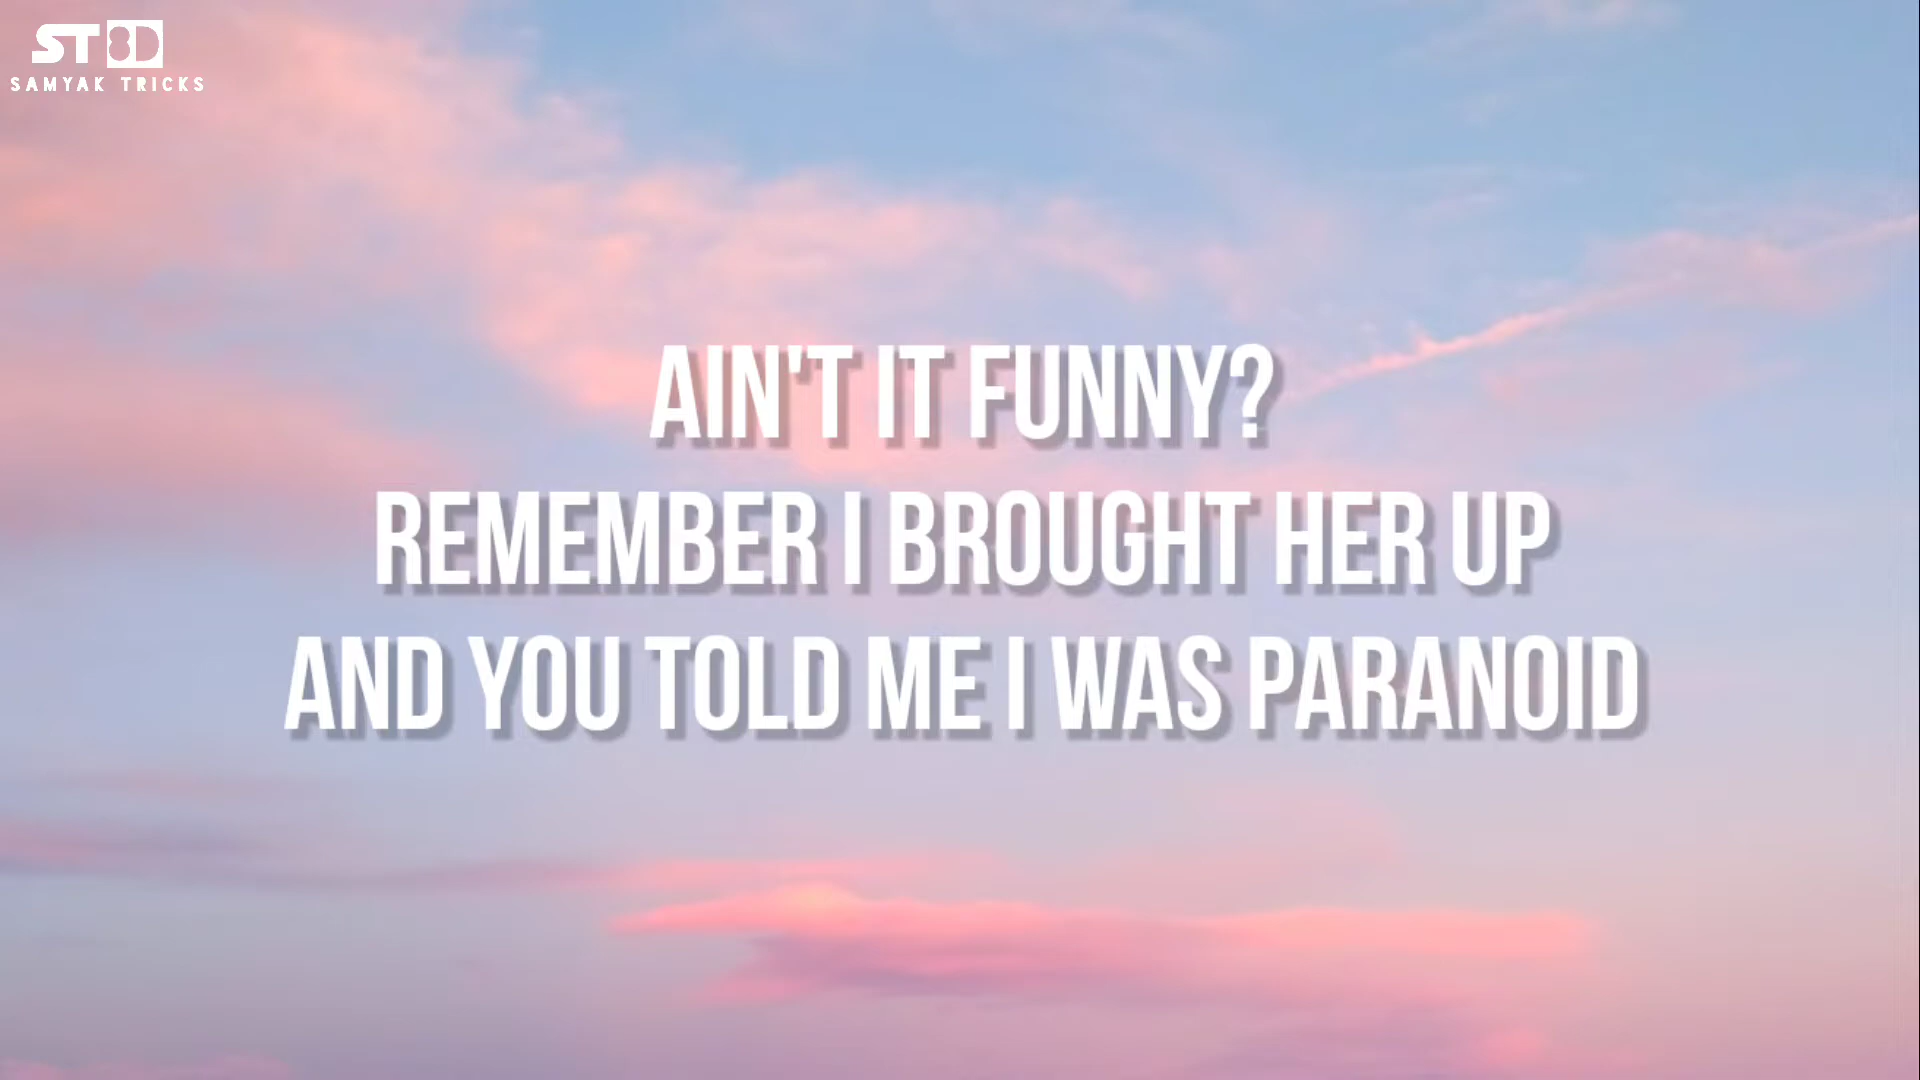 ST8D
SAMYAK TRICKS
AIN'T IT FUNNY?
REMEMBER I BROUGHT HER UP
AND YOU TOLD ME I WAS PARANOID